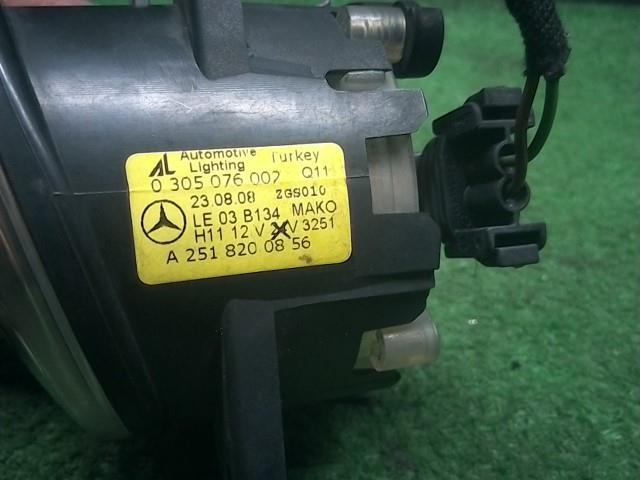 AL Automotive Lighting Turkey
0 305 076 002 Q11
23.08.08 ZGS010
LE 03 B134 MAKO
H11 12 V V 3251
A 251 820 08 56